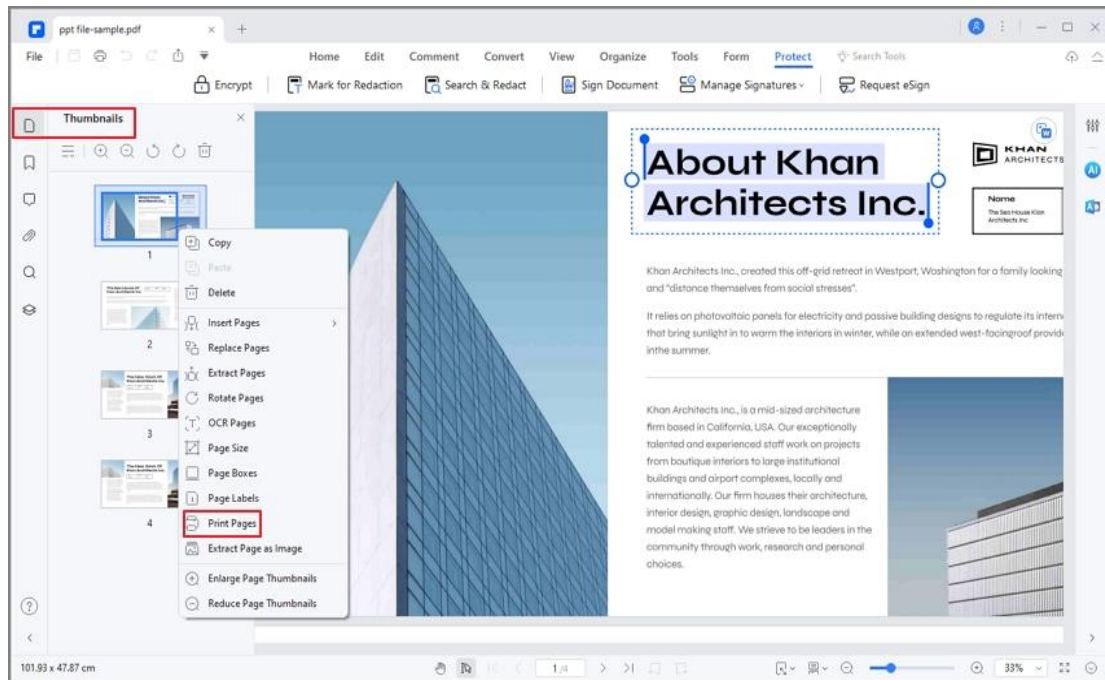 ppt file-sample.pdf
File
Home Edit Comment Convert View Organize Tools Form Protect Search Tools
Encrypt Mark for Redaction Search & Redact Sign Document Manage Signatures Request eSign
Thumbnails
1
2
3
4
Copy
Paste
Delete
Insert Pages
Replace Pages
Extract Pages
Rotate Pages
OCR Pages
Page Size
Page Boxes
Page Labels
Print Pages
Extract Page as Image
Enlarge Page Thumbnails
Reduce Page Thumbnails
About Khan
Architects Inc.
KHAN
ARCHITECTS
Name
The Sea House Klan
Architects Inc
Khan Architects Inc., created this off-grid retreat in Westport, Washington for a family looking
and "distance themselves from social stresses".
It relies on photovoltaic panels for electricity and passive building designs to regulate its intern
that bring sunlight in to warm the interiors in winter, while an extended west-facingroof provide
inthe summer.
Khan Architects Inc., is a mid-sized architecture
firm based in California, USA. Our exceptionally
talented and experienced staff work on projects
from boutique interiors to large institutional
buildings and airport complexes, locally and
internationally. Our firm houses their architecture,
interior design, graphic design, landscape and
model making staff. We strieve to be leaders in the
community through work, research and personal
choices.
101.93 x 47.87 cm
1/4
33%